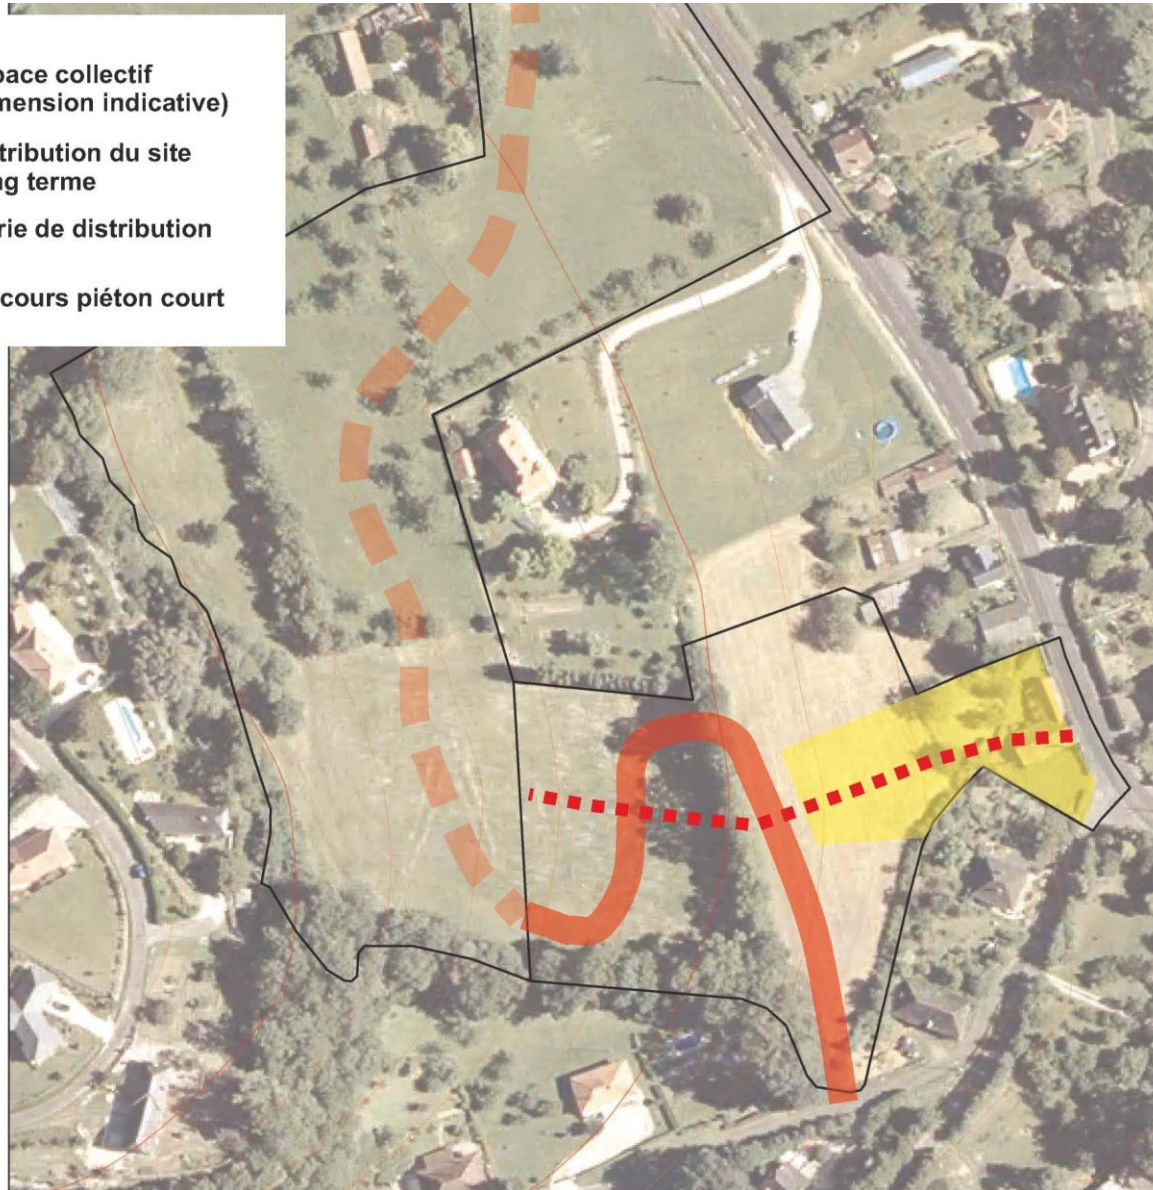 pace collectif
mension indicative)
tribution du site
ng terme
rie de distribution
cours piéton court